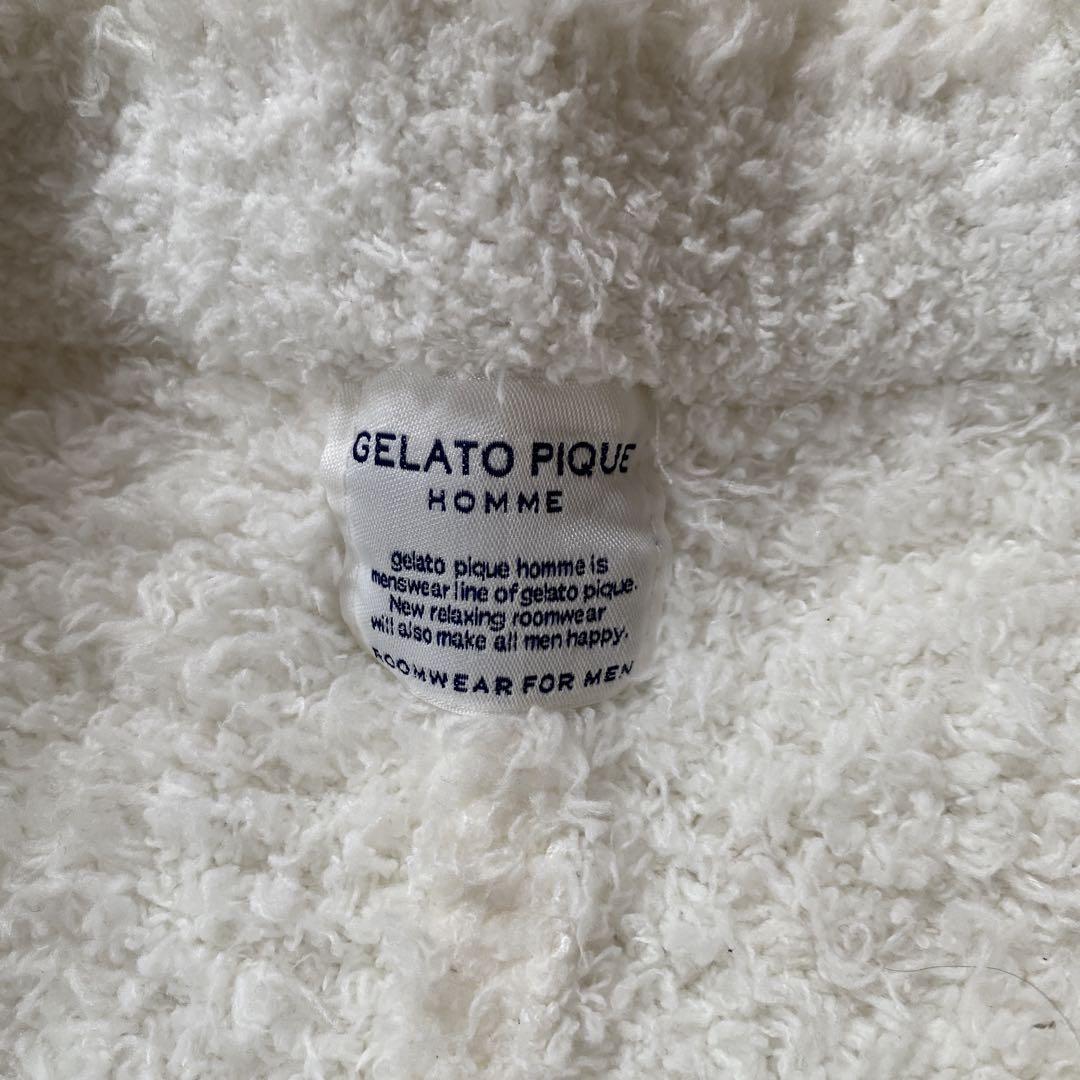 GELATO PIQUE
HOMME
gelato pique homme is
menswear line of gelato pique.
New relaxing roomwear
will also make all men happy.
ROOMWEAR FOR MEN